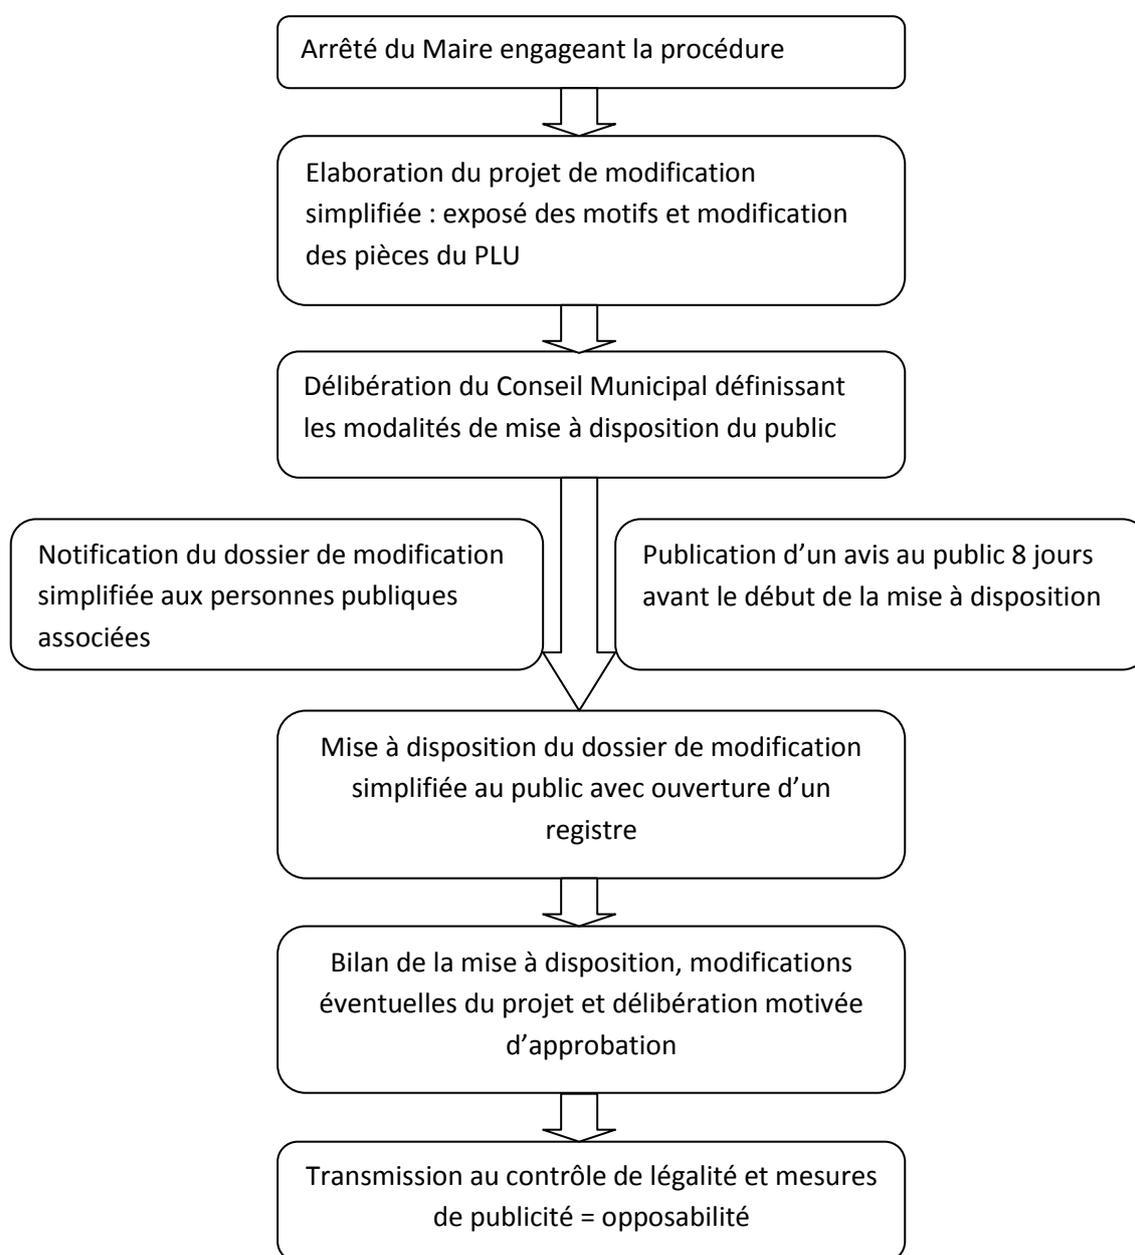 Arrêté du Maire engageant la procédure
Elaboration du projet de modification
simplifiée : exposé des motifs et modification
des pièces du PLU
Délibération du Conseil Municipal définissant
les modalités de mise à disposition du public
Notification du dossier de modification
simplifiée aux personnes publiques
associées
Publication d’un avis au public 8 jours
avant le début de la mise à disposition
Mise à disposition du dossier de modification
simplifiée au public avec ouverture d’un
registre
Bilan de la mise à disposition, modifications
éventuelles du projet et délibération motivée
d’approbation
Transmission au contrôle de légalité et mesures
de publicité = opposabilité